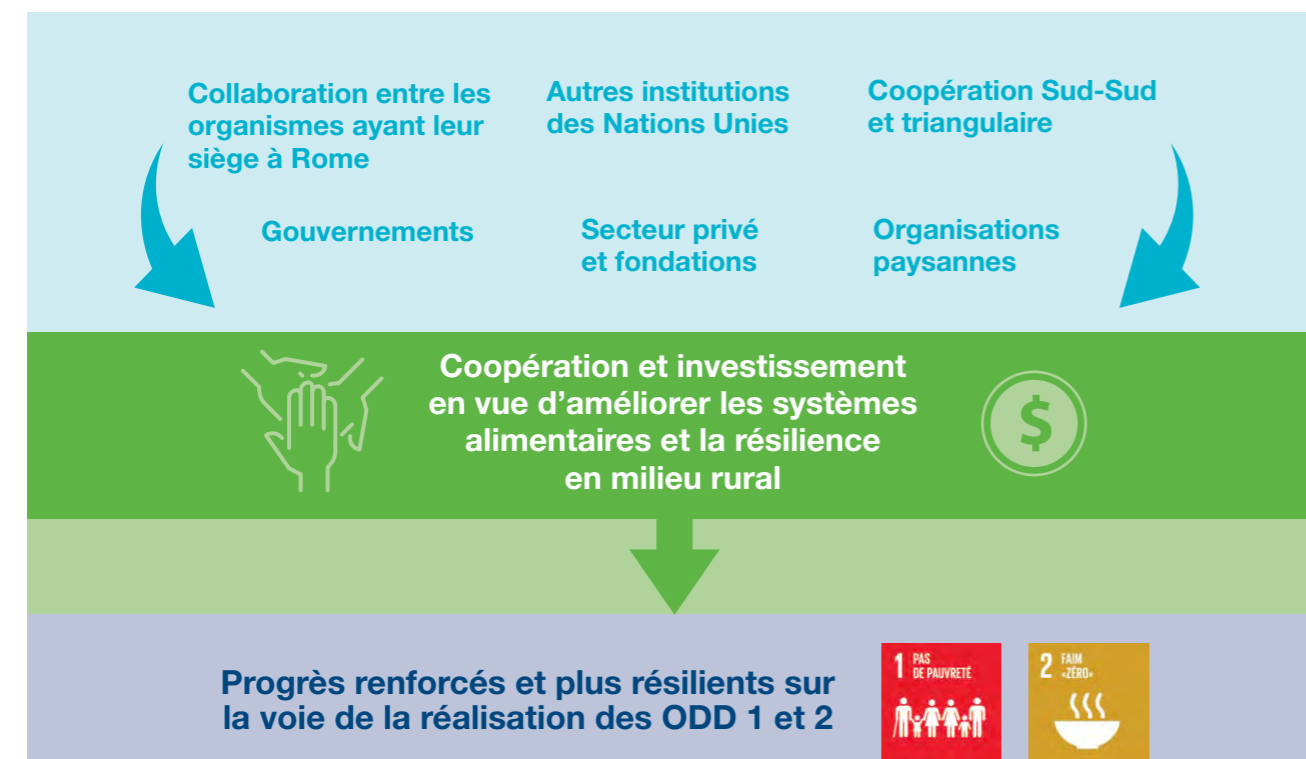 Collaboration entre les
organismes ayant leur
siège à Rome
Autres institutions
des Nations Unies
Coopération Sud-Sud
et triangulaire
Gouvernements
Secteur privé
et fondations
Organisations
paysannes
Coopération et investissement
en vue d’améliorer les systèmes
alimentaires et la résilience
en milieu rural
$
Progrès renforcés et plus résilients sur
la voie de la réalisation des ODD 1 et 2
1 PAS
DE PAUVRETÉ
2 FAIM
«ZÉRO»